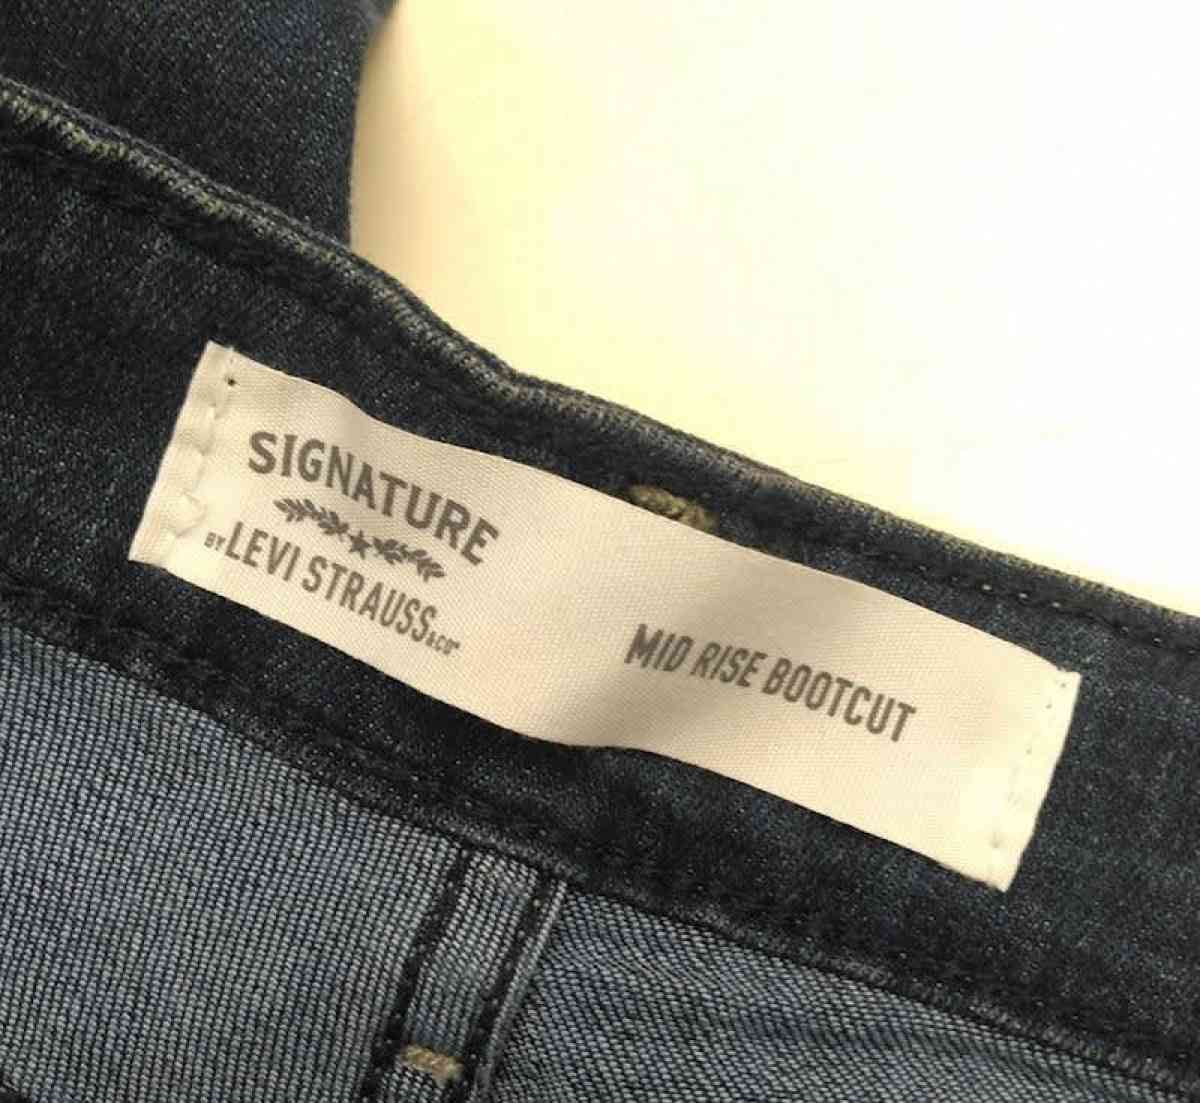 SIGNATURE
BY LEVI STRAUSS & CO
MID RISE BOOTCUT